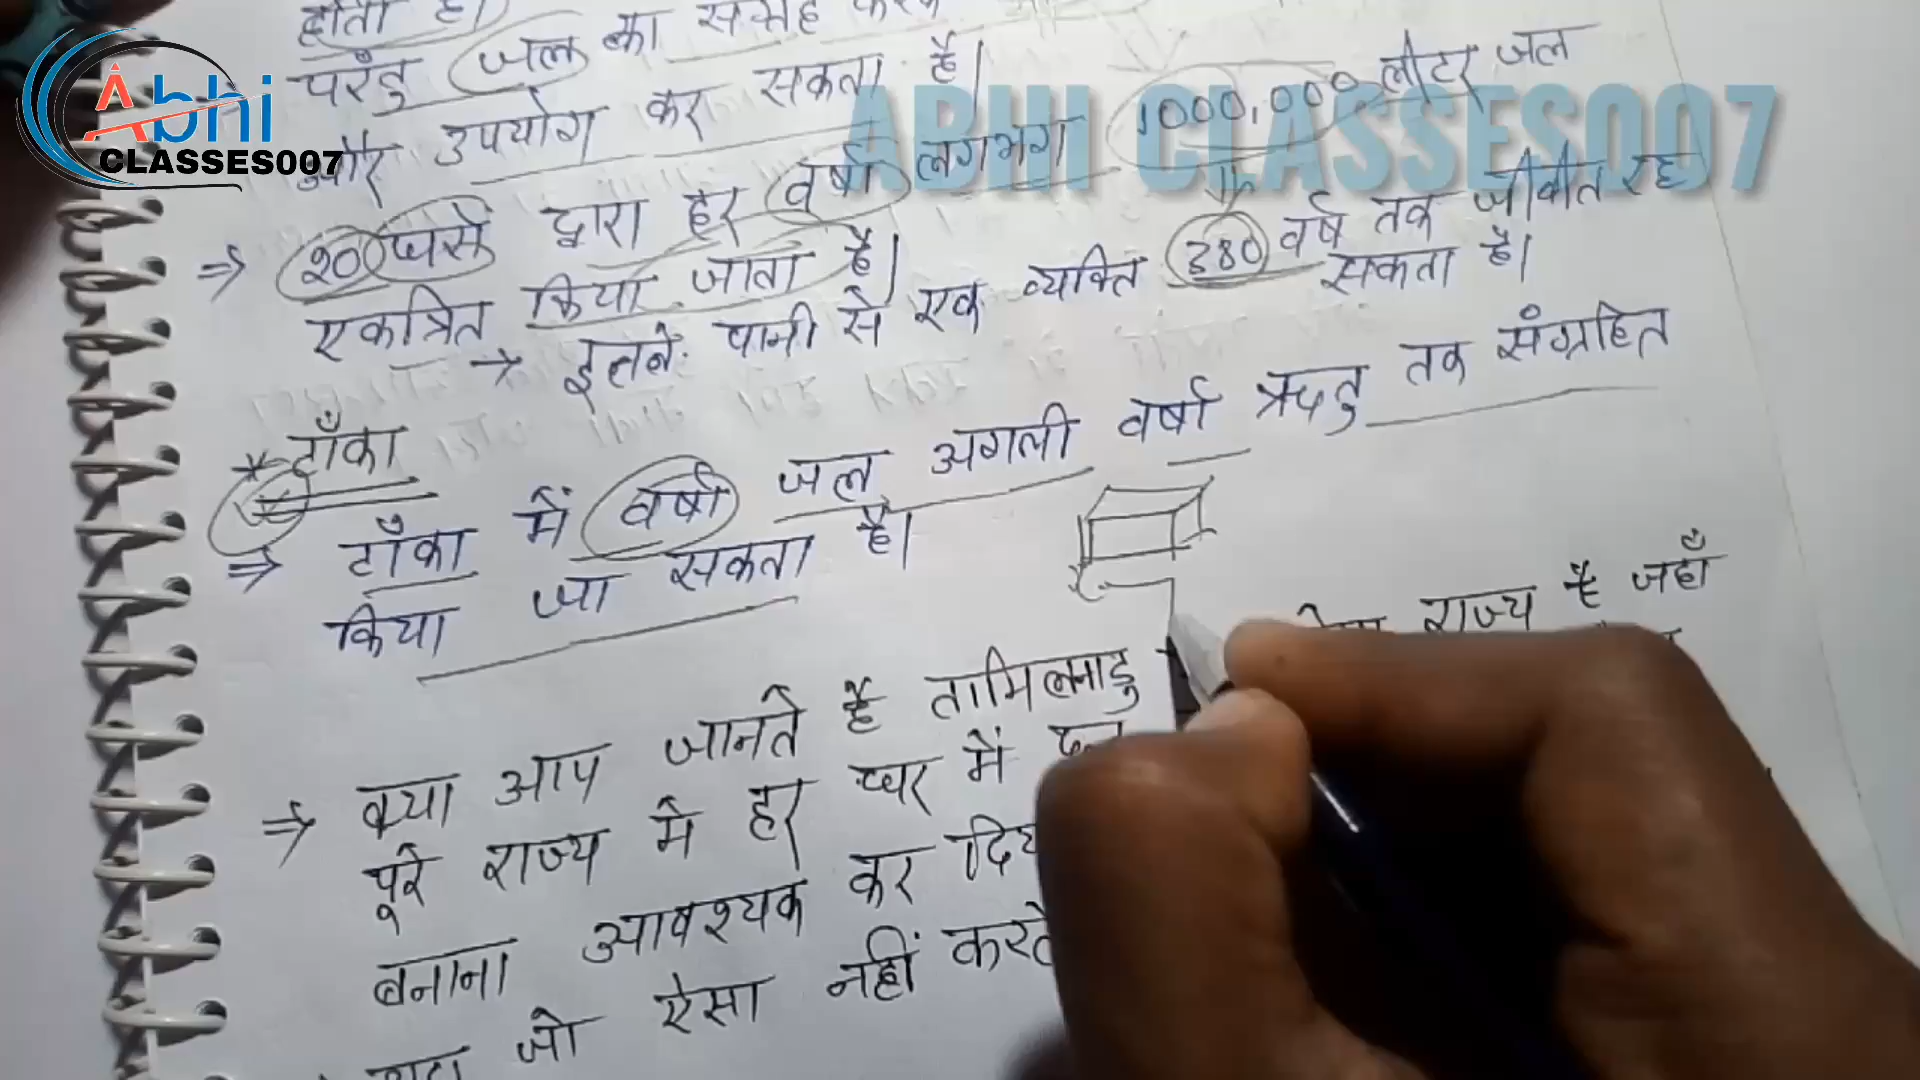 होता है।
परंतु जल का संग्रह करके
और उपयोग कर सकता है।
⇒ २० घरों द्वारा हर वर्षा लगभग 1000,000 लीटर जल
एकत्रित किया जाता है।
→ इतने पानी से एक व्यक्ति 380 वर्ष तक जीवीत रह
सकता है।
* टाँका
⇒ टाँका में वर्षा जल अगली वर्षा ऋतु तक संग्रहित
किया जा सकता है।
⇒ क्या आप जानते है तामिलनाडु राज्य है जहाँ
पूरे राज्य मे हर घर में
बनाना आवश्यक कर
जो ऐसा नहीं करते
Abhi
CLASSES007
ABHI CLASSES007